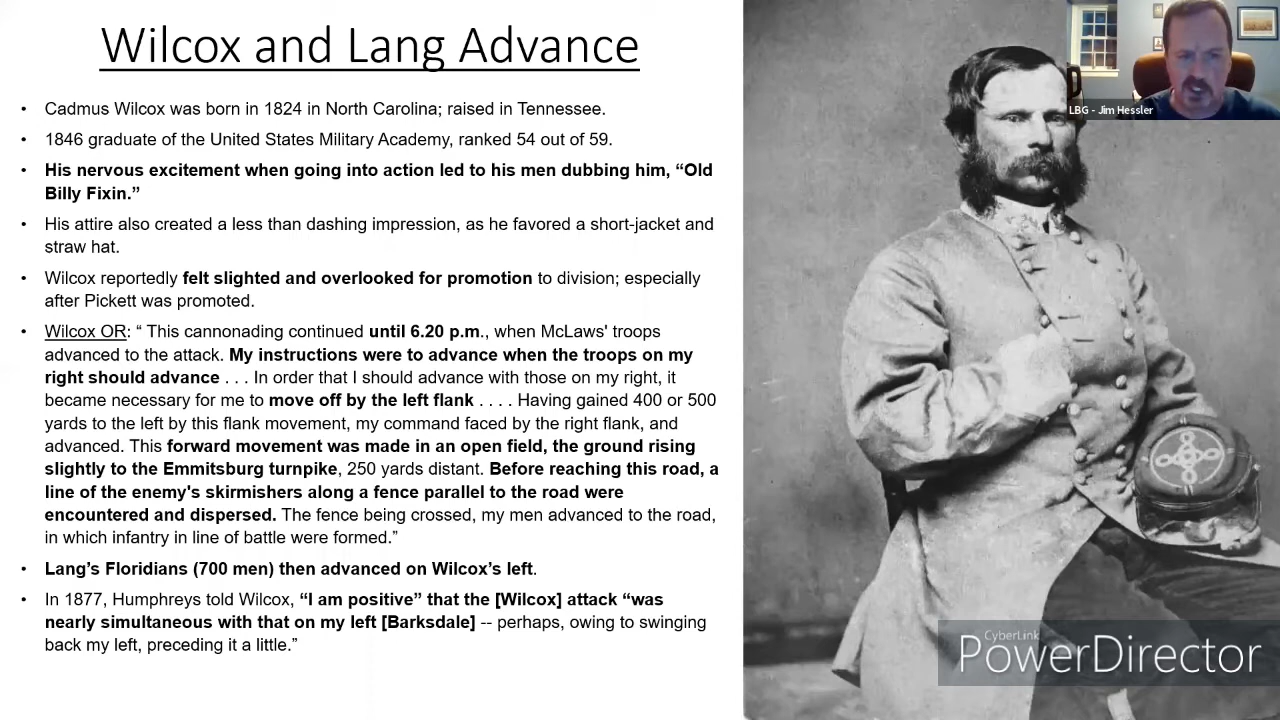 Wilcox and Lang Advance
• Cadmus Wilcox was born in 1824 in North Carolina; raised in Tennessee.
• 1846 graduate of the United States Military Academy, ranked 54 out of 59.
• His nervous excitement when going into action led to his men dubbing him, “Old
Billy Fixin.”
• His attire also created a less than dashing impression, as he favored a short-jacket and
straw hat.
• Wilcox reportedly felt slighted and overlooked for promotion to division; especially
after Pickett was promoted.
• Wilcox OR: “ This cannonading continued until 6.20 p.m., when McLaws' troops
advanced to the attack. My instructions were to advance when the troops on my
right should advance . . . In order that I should advance with those on my right, it
became necessary for me to move off by the left flank . . . . Having gained 400 or 500
yards to the left by this flank movement, my command faced by the right flank, and
advanced. This forward movement was made in an open field, the ground rising
slightly to the Emmitsburg turnpike, 250 yards distant. Before reaching this road, a
line of the enemy's skirmishers along a fence parallel to the road were
encountered and dispersed. The fence being crossed, my men advanced to the road,
in which infantry in line of battle were formed.”
• Lang’s Floridians (700 men) then advanced on Wilcox’s left.
• In 1877, Humphreys told Wilcox, “I am positive” that the [Wilcox] attack “was
nearly simultaneous with that on my left [Barksdale] -- perhaps, owing to swinging
back my left, preceding it a little.”
LBG - Jim Hessler
CyberLink
PowerDirector